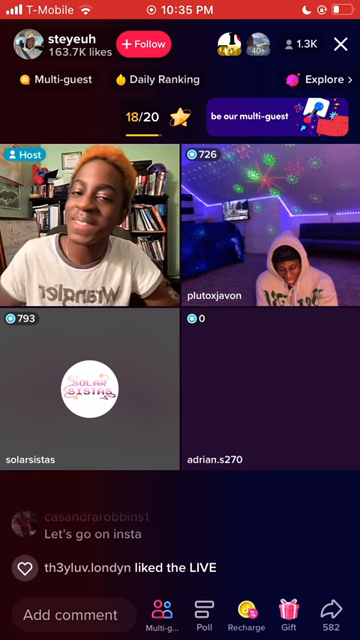 T-Mobile
10:35 PM
steyeuh
163.7K likes
+ Follow
40+
1.3K
Multi-guest
Daily Ranking
Explore >
18/20
be our multi-guest
Host
Wrangler
726
plutoxjavon
793
SOLAR
SISTAS
solarsistas
0
adrian.s270
casandrarobbins1
Let's go on insta
th3yluv.londyn liked the LIVE
Add comment
Multi-g...
Poll
Recharge
Gift
582